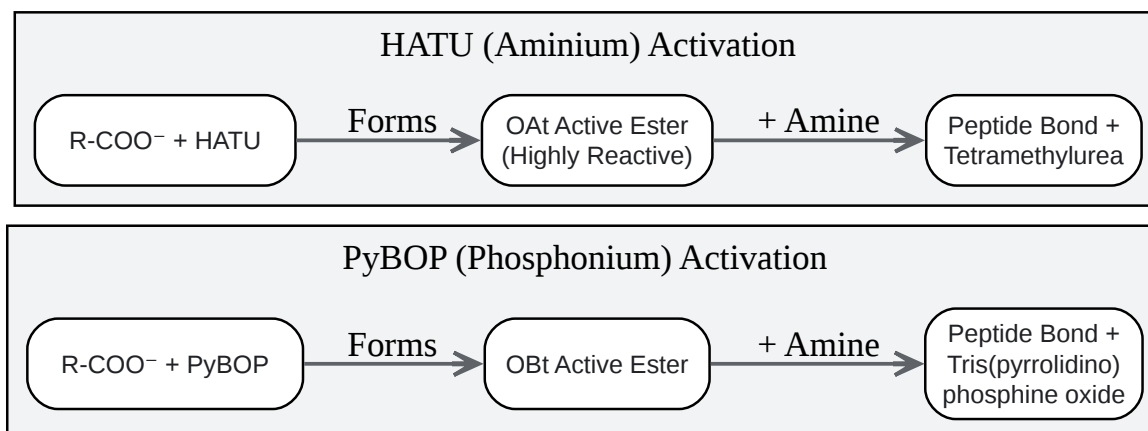 HATU (Aminium) Activation
R-COO⁻ + HATU
Forms
OAt Active Ester
(Highly Reactive)
+ Amine
Peptide Bond +
Tetramethylurea
PyBOP (Phosphonium) Activation
R-COO⁻ + PyBOP
Forms
OBt Active Ester
+ Amine
Peptide Bond +
Tris(pyrrolidino)
phosphine oxide